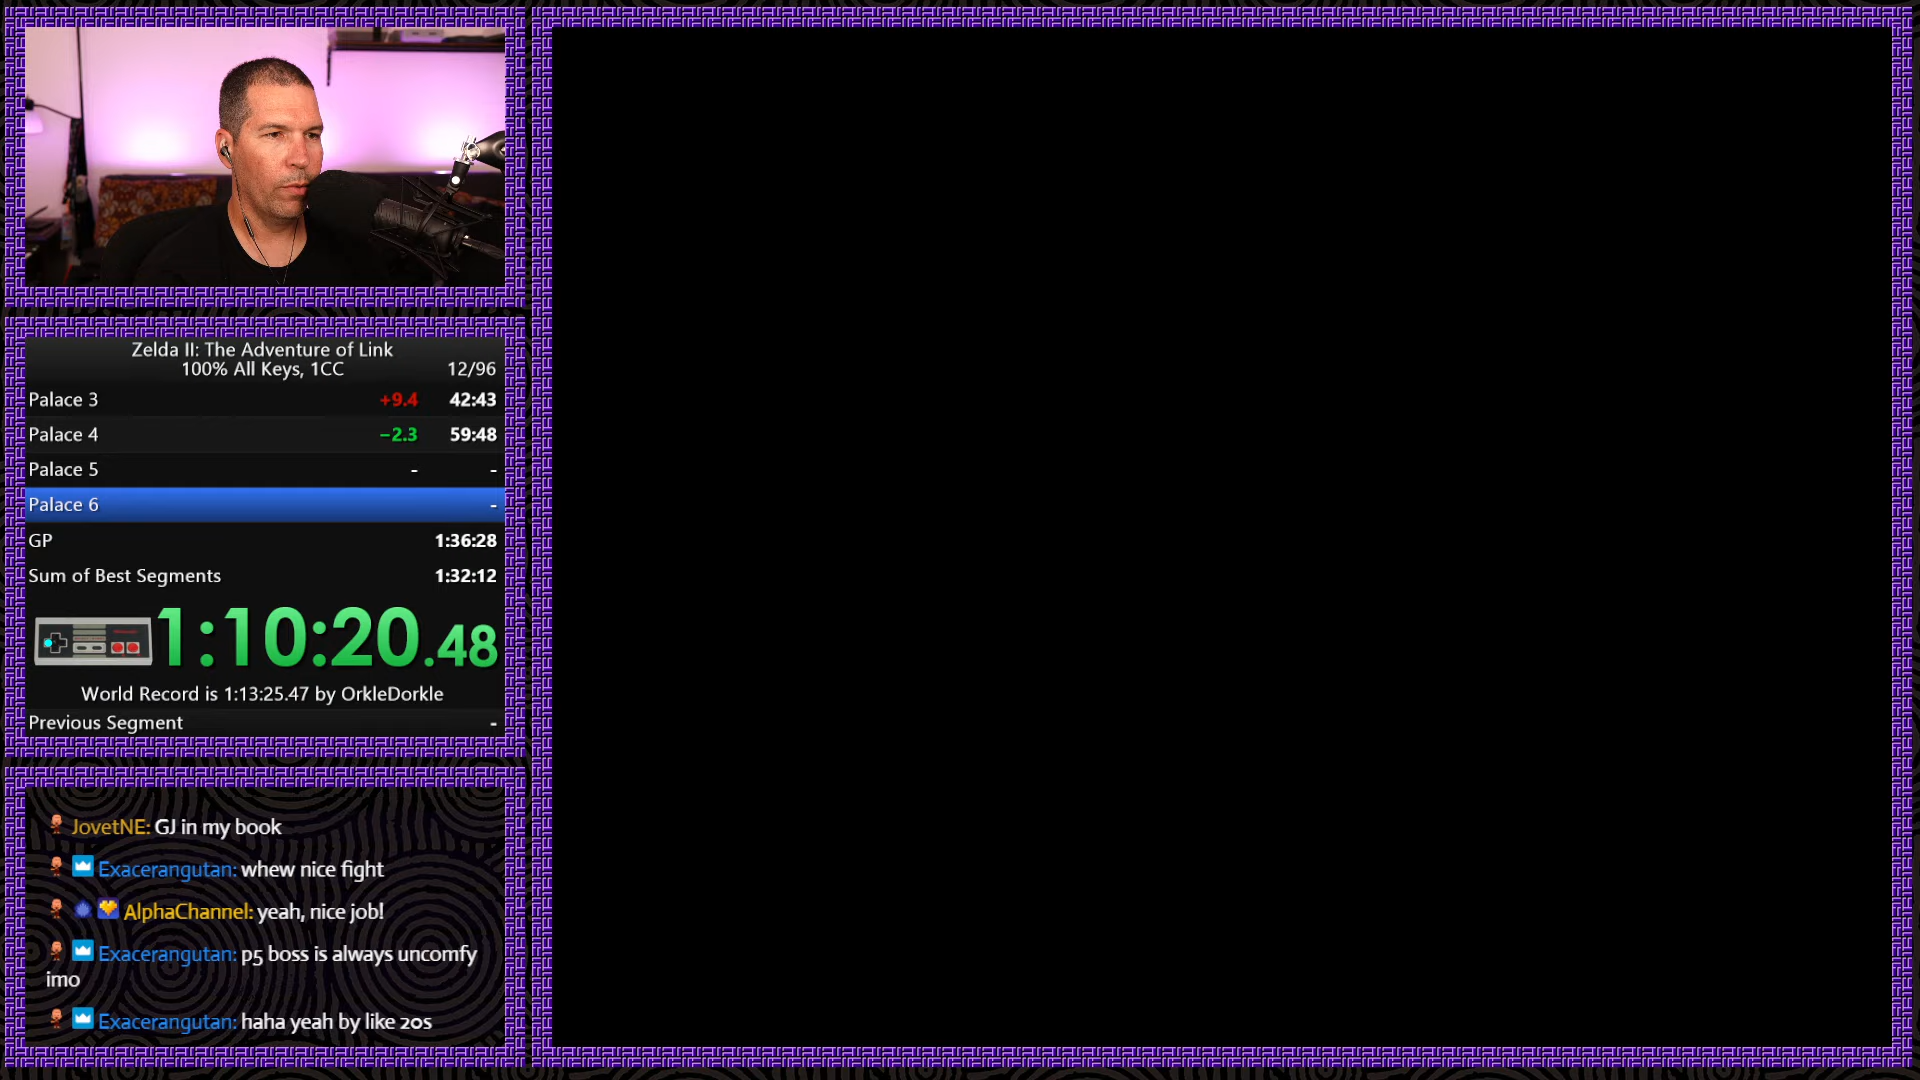 Zelda II: The Adventure of Link
100% All Keys, 1CC 12/96
Palace 3 +9.4 42:43
Palace 4 −2.3 59:48
Palace 5 - -
Palace 6 -
GP 1:36:28
Sum of Best Segments 1:32:12
1:10:20.48
World Record is 1:13:25.47 by OrkleDorkle
Previous Segment -
JovetNE: GJ in my book
Exacerangutan: whew nice fight
AlphaChannel: yeah, nice job!
Exacerangutan: p5 boss is always uncomfy
imo
Exacerangutan: haha yeah by like 20s